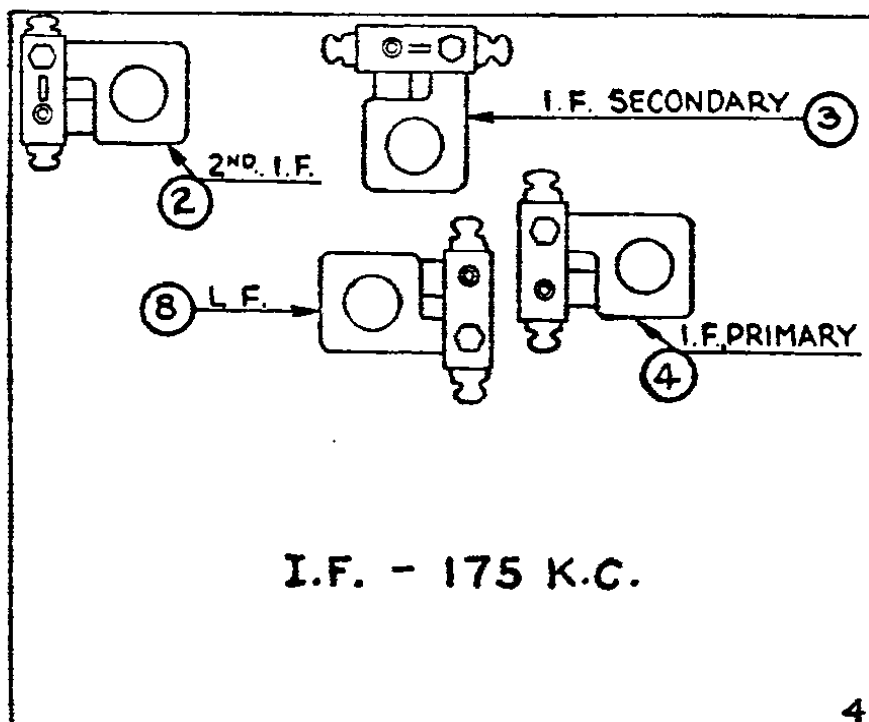 I.F. SECONDARY
3
2ND. I.F.
2
8
L F.
I.F. PRIMARY
4
I.F. - 175 K.C.
4